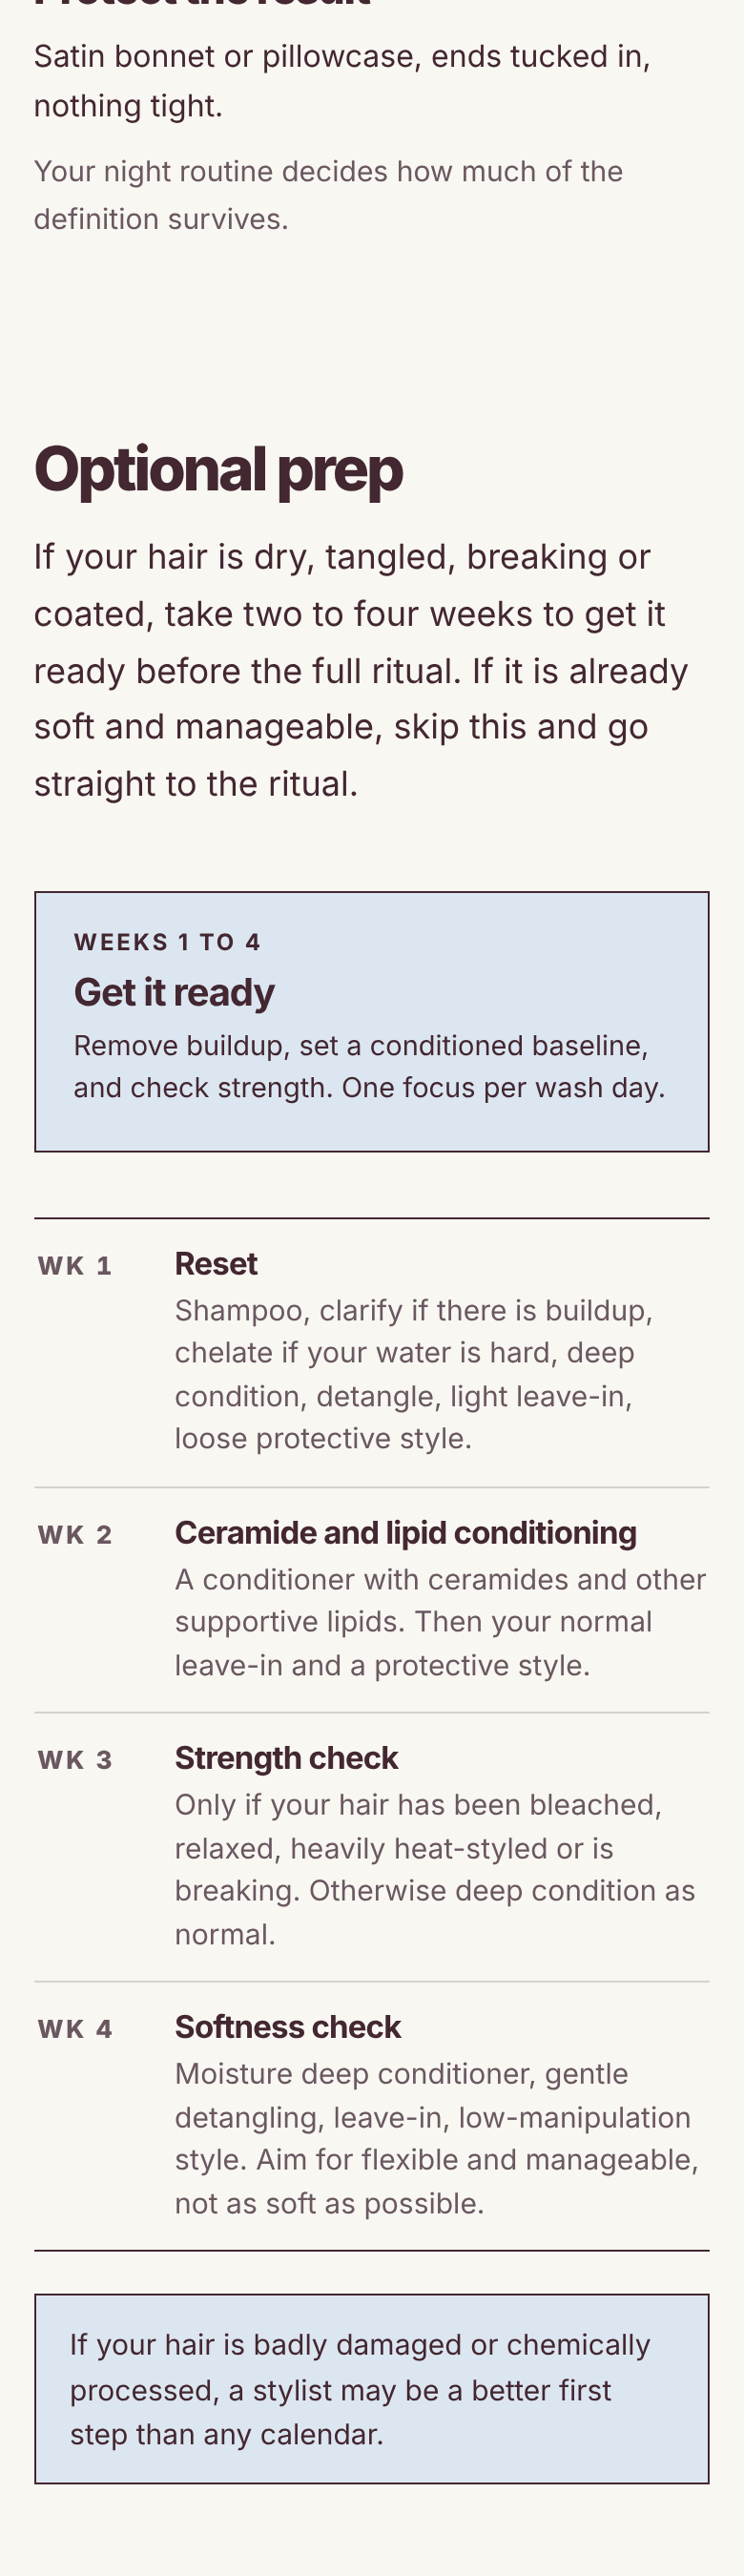 Protect the result
Satin bonnet or pillowcase, ends tucked in,
nothing tight.
Your night routine decides how much of the
definition survives.
Optional prep
If your hair is dry, tangled, breaking or
coated, take two to four weeks to get it
ready before the full ritual. If it is already
soft and manageable, skip this and go
straight to the ritual.
WEEKS 1 TO 4
Get it ready
Remove buildup, set a conditioned baseline,
and check strength. One focus per wash day.
WK 1
Reset
Shampoo, clarify if there is buildup,
chelate if your water is hard, deep
condition, detangle, light leave-in,
loose protective style.
WK 2
Ceramide and lipid conditioning
A conditioner with ceramides and other
supportive lipids. Then your normal
leave-in and a protective style.
WK 3
Strength check
Only if your hair has been bleached,
relaxed, heavily heat-styled or is
breaking. Otherwise deep condition as
normal.
WK 4
Softness check
Moisture deep conditioner, gentle
detangling, leave-in, low-manipulation
style. Aim for flexible and manageable,
not as soft as possible.
If your hair is badly damaged or chemically
processed, a stylist may be a better first
step than any calendar.